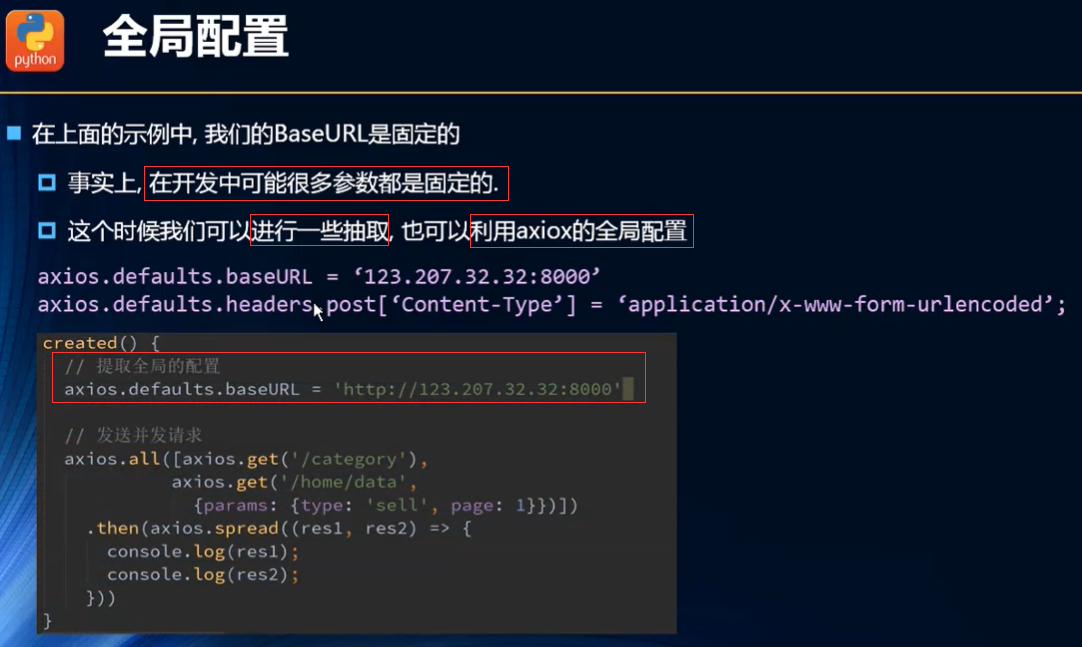 python
全局配置
在上面的示例中, 我们的BaseURL是固定的
事实上, 在开发中可能很多参数都是固定的.
这个时候我们可以进行一些抽取, 也可以利用axiox的全局配置
axios.defaults.baseURL = ‘123.207.32.32:8000’
axios.defaults.headers.post[‘Content-Type’] = ‘application/x-www-form-urlencoded’;
created() {
// 提取全局的配置
axios.defaults.baseURL = 'http://123.207.32.32:8000'
// 发送并发请求
axios.all([axios.get('/category'),
axios.get('/home/data',
{params: {type: 'sell', page: 1}})])
.then(axios.spread((res1, res2) => {
console.log(res1);
console.log(res2);
}))
}